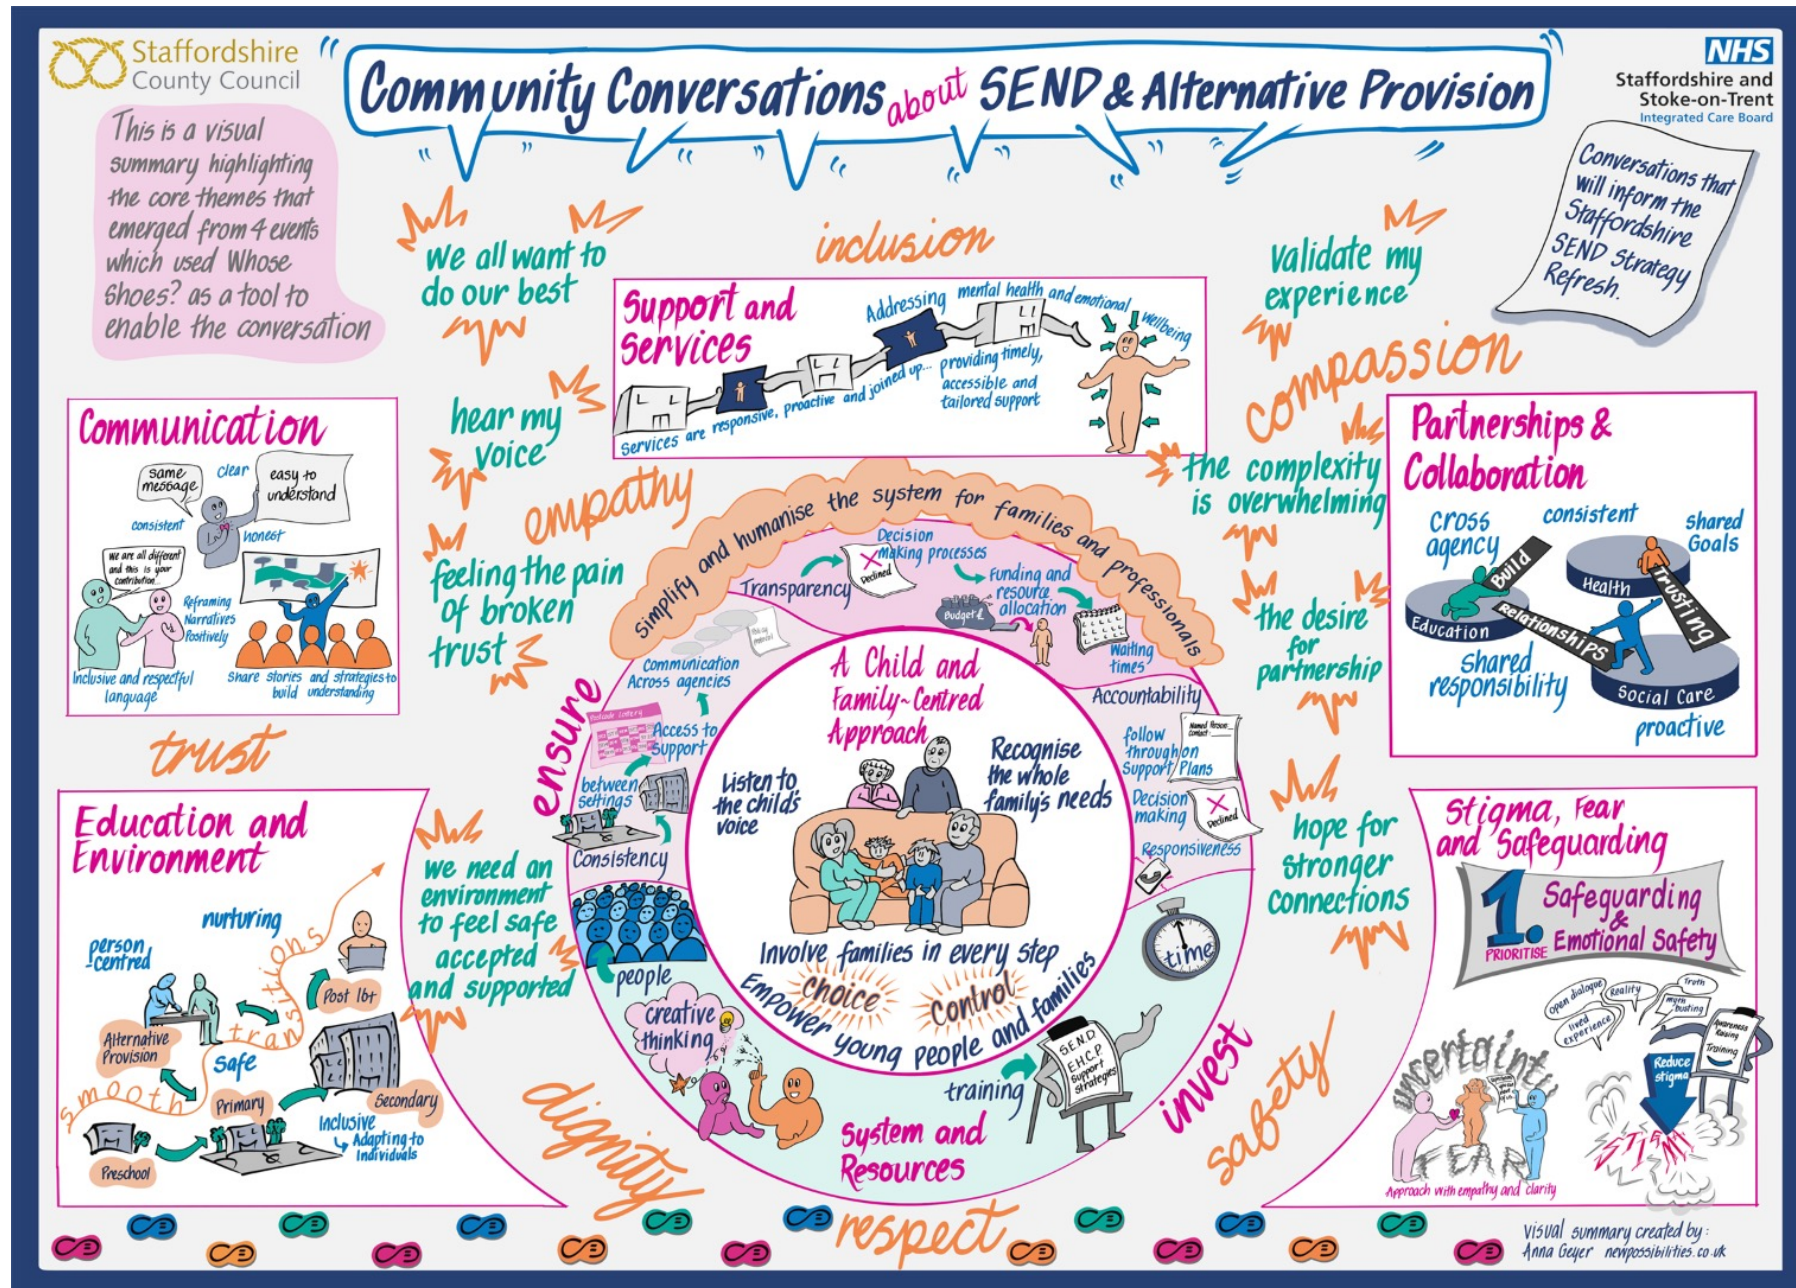 Staffordshire
County Council
Community Conversations about SEND & Alternative Provision
NHS
Staffordshire and
Stoke-on-Trent
Integrated Care Board
This is a visual
summary highlighting
the core themes that
emerged from 4 events
which used Whose
Shoes? as a tool to
enable the conversation
Conversations that
will inform the
Staffordshire
SEND Strategy
Refresh.
we all want to
do our best
inclusion
validate my
experience
hear my
voice
empathy
compassion
the complexity
is overwhelming
feeling the pain
of broken
trust
the desire
for
partnership
Support and
Services
Addressing mental health and emotional wellbeing
Services are responsive, proactive and joined up...
providing timely,
accessible and
tailored support
Communication
same
message
clear
easy to
understand
consistent
honest
We are all different
and this is your
contribution...
Reframing
Narratives
Positively
Inclusive and respectful
language
Share stories and strategies to
build understanding
trust
Partnerships &
Collaboration
cross
agency
consistent
shared
Goals
Build
Relationships
Trusting
Health
Education
Social Care
shared
responsibility
proactive
Simplify and humanise the system for families and professionals
ensure
Transparency
Decision
making processes
Declined
Funding and
resource
allocation
Budget £
Waiting
times
Communication
Across agencies
Postcode lottery
Access to
support
between
settings
Consistency
Accountability
follow
through on
Support Plans
Named Person:
Contact:
Decision
making
Declined
Responsiveness
A Child and
Family-Centred
Approach
Listen to
the child's
voice
Recognise
the whole
family's needs
Involve families in every step
choice
control
Empower young people and families
people
creative
thinking
time
training
S.E.N.D
E.H.C.P
Support
Strategies
invest
System and
Resources
Education and
Environment
nurturing
person
-centred
smooth transitions
Post 16+
Alternative
Provision
safe
Primary
Secondary
Inclusive
Adapting to
Individuals
Preschool
we need an
environment
to feel safe
accepted
and supported
hope for
stronger
connections
dignity
safety
respect
Stigma, Fear
and Safeguarding
1.
PRIORITISE
Safeguarding
&
Emotional Safety
open dialogue
Reality
Truth
myth
busting
lived
experience
Awareness
Raising
Training
Reduce
stigma
STIGMA
Uncertainty
FEAR
Approach with empathy and clarity
Visual summary created by:
Anna Geyer newpossibilities.co.uk